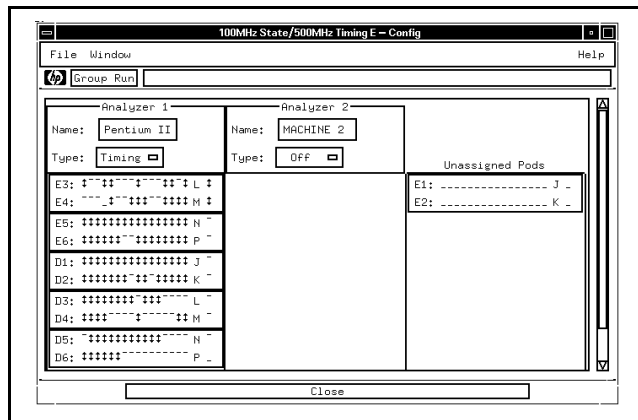 100MHz State/500MHz Timing E – Config
File Window Help
hp Group Run
Analyzer 1
Analyzer 2
Name: Pentium II
Name: MACHINE 2
Type: Timing
Type: Off
Unassigned Pods
E3: L
E4: M
E5: N
E6: P
D1: J
D2: K
D3: L
D4: M
D5: N
D6: P
E1: ---------------- J _
E2: ---------------- K _
Close